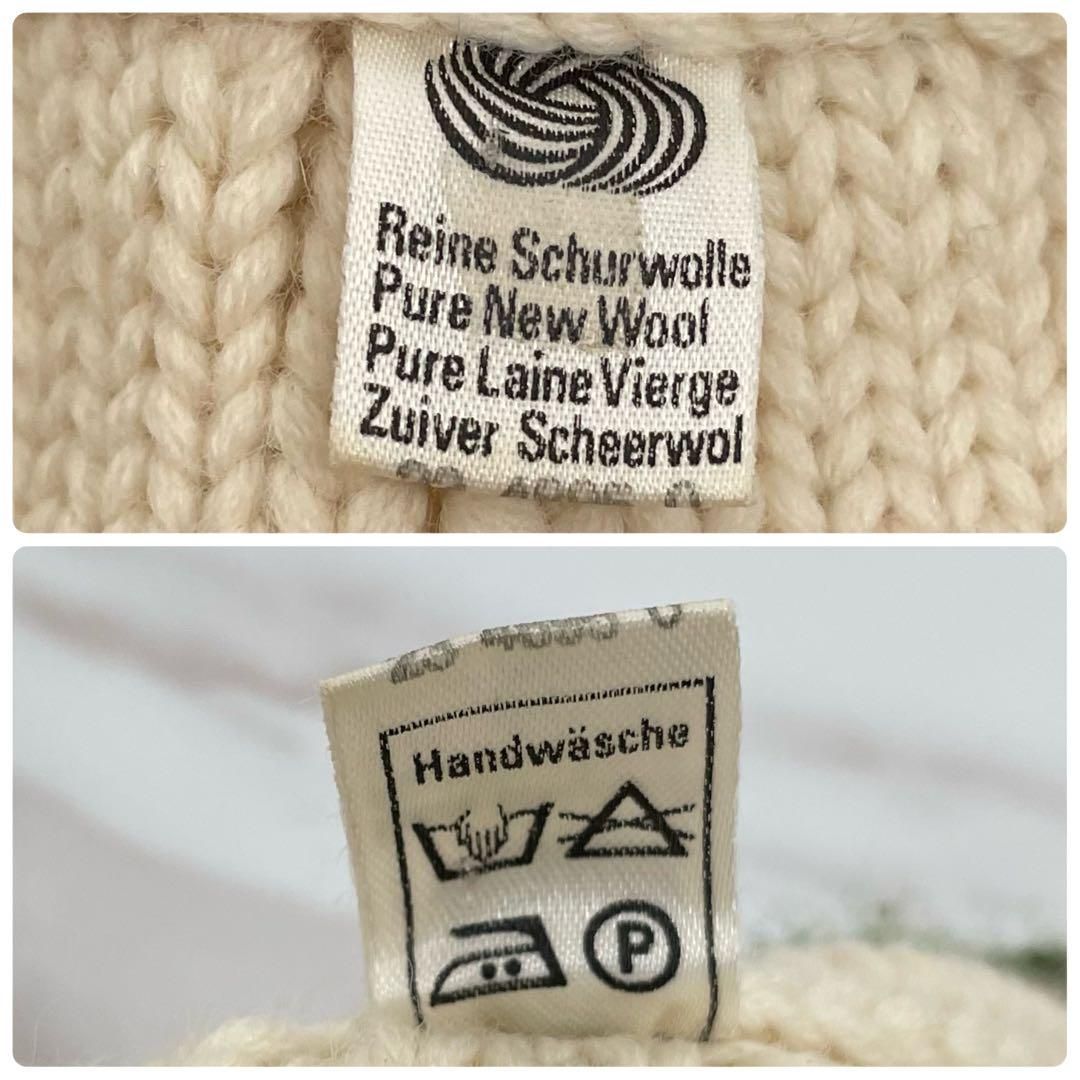 Reine Schurwolle
Pure New Wool
Pure Laine Vierge
Zuiver Scheerwol
Handwäsche
P